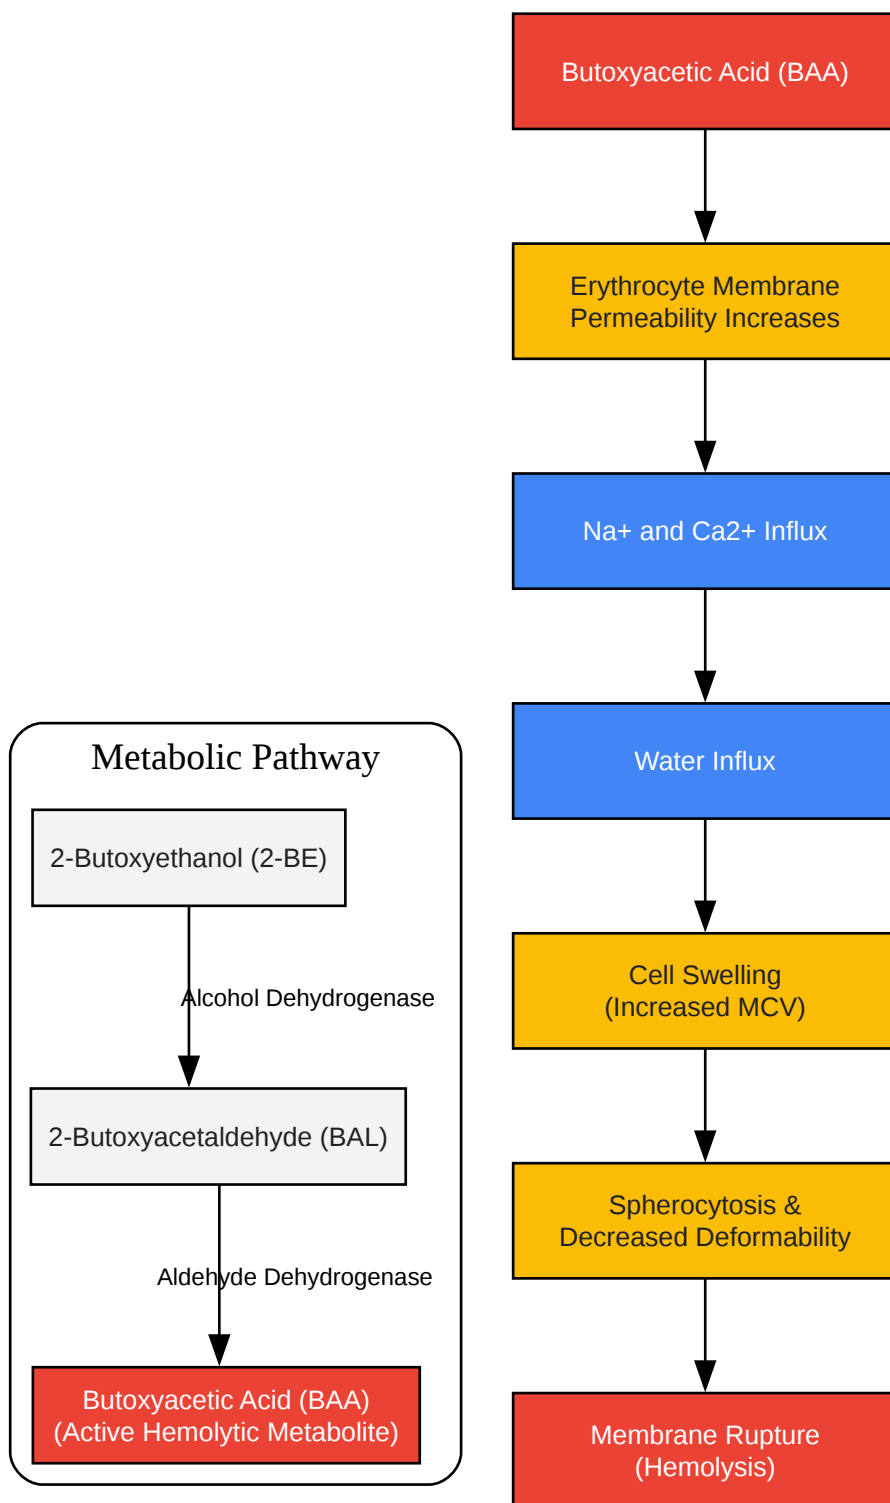 Butoxyacetic Acid (BAA)
Erythrocyte Membrane
Permeability Increases
Na+ and Ca2+ Influx
Water Influx
Cell Swelling
(Increased MCV)
Spherocytosis &
Decreased Deformability
Membrane Rupture
(Hemolysis)
Metabolic Pathway
2-Butoxyethanol (2-BE)
Alcohol Dehydrogenase
2-Butoxyacetaldehyde (BAL)
Aldehyde Dehydrogenase
Butoxyacetic Acid (BAA)
(Active Hemolytic Metabolite)